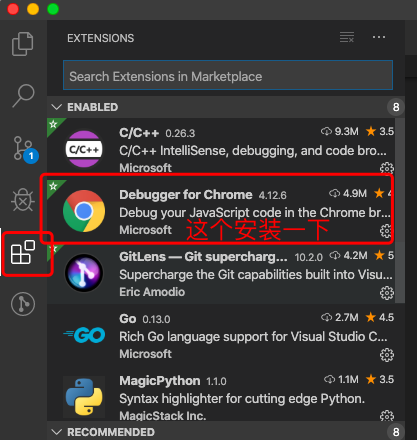 EXTENSIONS
Search Extensions in Marketplace
ENABLED 8
C/C++ 0.26.3 9.3M 3.5
C/C++ IntelliSense, debugging, and code bro...
Microsoft
Debugger for Chrome 4.12.6 4.9M 4
Debug your JavaScript code in the Chrome br...
Microsoft
这个安装一下
GitLens — Git supercharg... 10.2.0 4.2M 5
Supercharge the Git capabilities built into Visu...
Eric Amodio
Go 0.13.0 2.7M 4.5
Rich Go language support for Visual Studio C...
Microsoft
MagicPython 1.1.0 1.1M 3.5
Syntax highlighter for cutting edge Python.
MagicStack Inc.
RECOMMENDED 8
1
C/C++
GO